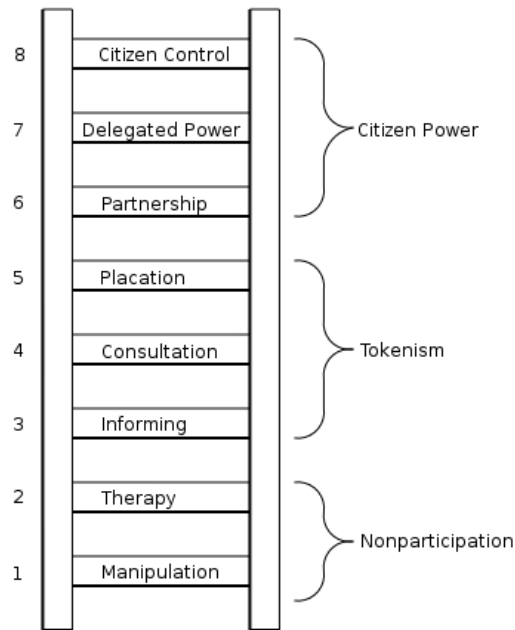 8 Citizen Control
7 Delegated Power
Citizen Power
6 Partnership
5 Placation
4 Consultation
Tokenism
3 Informing
2 Therapy
Nonparticipation
1 Manipulation